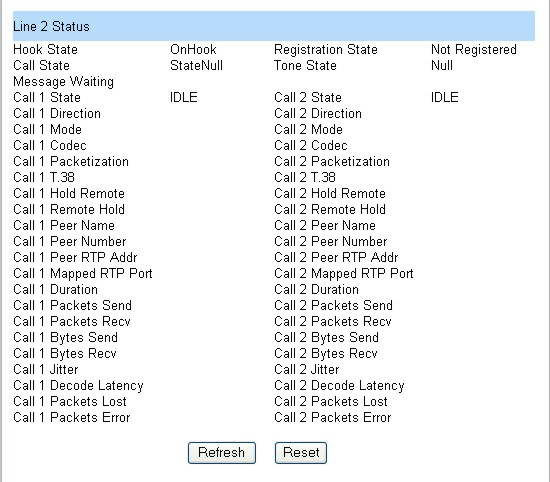 Line 2 Status
Hook State OnHook Registration State Not Registered
Call State StateNull Tone State Null
Message Waiting
Call 1 State IDLE Call 2 State IDLE
Call 1 Direction Call 2 Direction
Call 1 Mode Call 2 Mode
Call 1 Codec Call 2 Codec
Call 1 Packetization Call 2 Packetization
Call 1 T.38 Call 2 T.38
Call 1 Hold Remote Call 2 Hold Remote
Call 1 Remote Hold Call 2 Remote Hold
Call 1 Peer Name Call 2 Peer Name
Call 1 Peer Number Call 2 Peer Number
Call 1 Peer RTP Addr Call 2 Peer RTP Addr
Call 1 Mapped RTP Port Call 2 Mapped RTP Port
Call 1 Duration Call 2 Duration
Call 1 Packets Send Call 2 Packets Send
Call 1 Packets Recv Call 2 Packets Recv
Call 1 Bytes Send Call 2 Bytes Send
Call 1 Bytes Recv Call 2 Bytes Recv
Call 1 Jitter Call 2 Jitter
Call 1 Decode Latency Call 2 Decode Latency
Call 1 Packets Lost Call 2 Packets Lost
Call 1 Packets Error Call 2 Packets Error
Refresh Reset